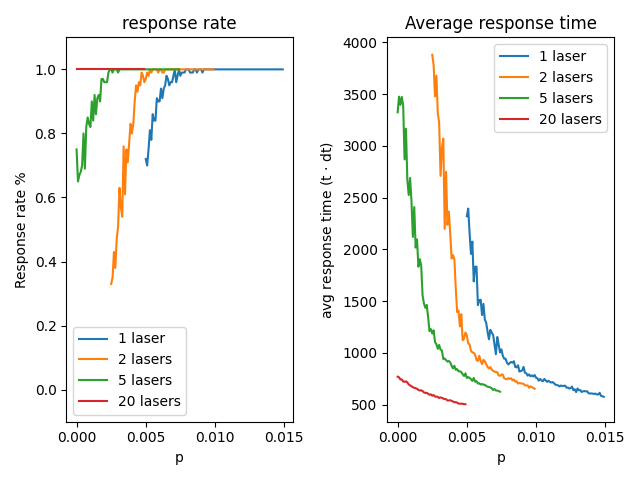 response rate
Response rate %
1.0
0.8
0.6
0.4
0.2
0.0
1 laser
2 lasers
5 lasers
20 lasers
0.000 0.005 0.010 0.015
p
Average response time
avg response time (t · dt)
4000
3500
3000
2500
2000
1500
1000
500
1 laser
2 lasers
5 lasers
20 lasers
0.000 0.005 0.010 0.015
p